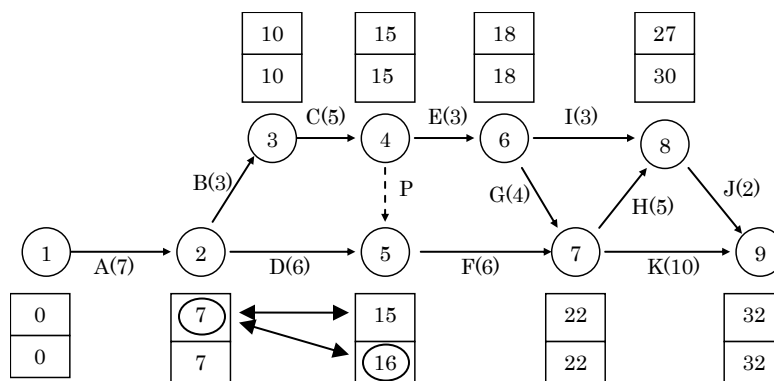 10 15 18 27
10 15 18 30
C(5) E(3) I(3)
3 4 6 8
B(3) P G(4) H(5) J(2)
1 2 5 7 9
A(7) D(6) F(6) K(10)
0 7 15 22 32
0 7 16 22 32